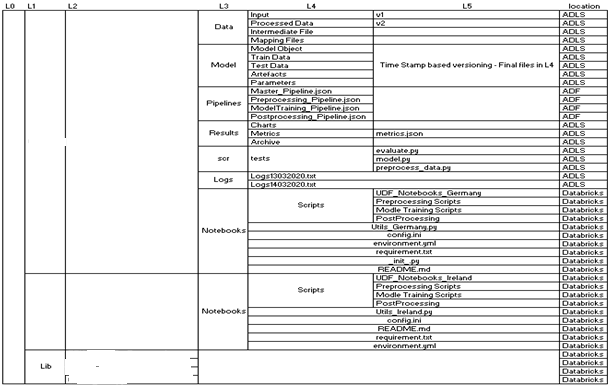 L0 L1 L2 L3 L4 L5 location
Data Input v1 ADLS
Processed Data v2 ADLS
Intermediate File ADLS
Mapping Files ADLS
Model Model Object Time Stamp based versioning - Final files in L4 ADLS
Train Data ADLS
Test Data ADLS
Artefacts ADLS
Parameters ADLS
Pipelines Master_Pipeline.json ADF
Preprocessing_Pipeline.json ADF
ModelTraining_Pipeline.json ADF
Postprocessing_Pipeline.json ADF
Results Charts ADLS
Metrics metrics.json ADLS
Archive ADLS
scr tests evaluate.py ADLS
model.py ADLS
preprocess_data.py ADLS
Logs Logs13032020.txt ADLS
Logs14032020.txt ADLS
Notebooks Scripts UDF_Notebooks_Germany Databricks
Preprocessing Scripts Databricks
Modle Training Scripts Databricks
PostProcessing Databricks
Utils_Germany.py Databricks
config.ini Databricks
environment.yml Databricks
requirement.txt Databricks
_init_.py Databricks
README.md Databricks
Notebooks Scripts UDF_Notebooks_Ireland Databricks
Preprocessing Scripts Databricks
Modle Training Scripts Databricks
PostProcessing Databricks
Utils_Ireland.py Databricks
config.ini Databricks
README.md Databricks
requirement.txt Databricks
environment.yml Databricks
Lib Databricks
Databricks
Databricks
Databricks